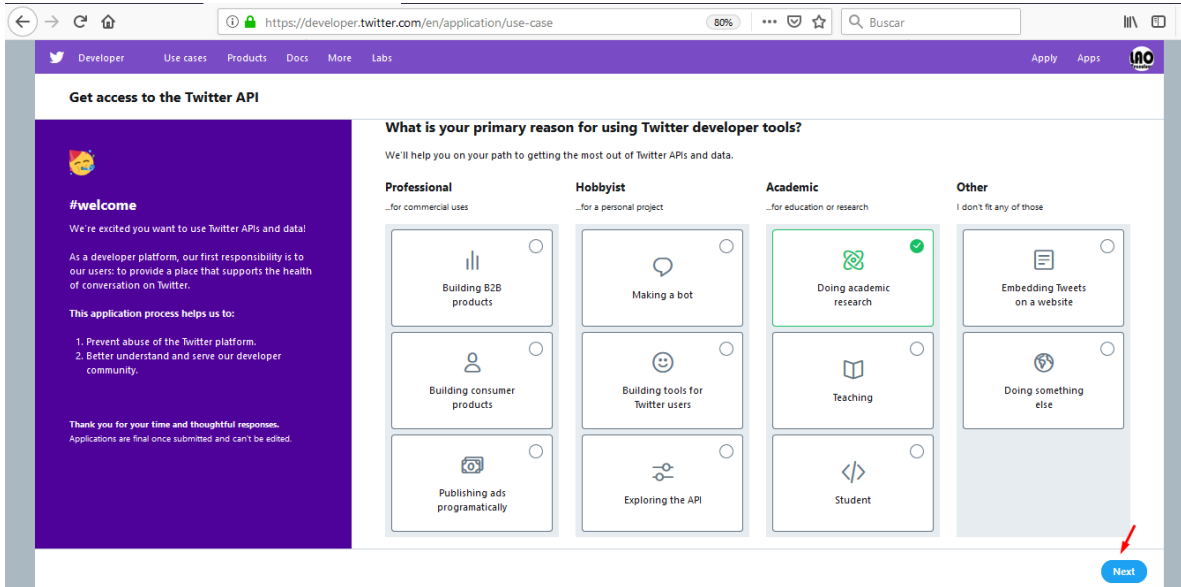 https://developer.twitter.com/en/application/use-case
80%
Buscar
Developer
Use cases
Products
Docs
More
Labs
Apply
Apps
LAO
Get access to the Twitter API
#welcome
We're excited you want to use Twitter APIs and data!
As a developer platform, our first responsibility is to
our users: to provide a place that supports the health
of conversation on Twitter.
This application process helps us to:
1. Prevent abuse of the Twitter platform.
2. Better understand and serve our developer
community.
Thank you for your time and thoughtful responses.
Applications are final once submitted and can't be edited.
What is your primary reason for using Twitter developer tools?
We'll help you on your path to getting the most out of Twitter APIs and data.
Professional
...for commercial uses
Building B2B
products
Building consumer
products
Publishing ads
programatically
Hobbyist
...for a personal project
Making a bot
Building tools for
Twitter users
Exploring the API
Academic
...for education or research
Doing academic
research
Teaching
Student
Other
I don't fit any of those
Embedding Tweets
on a website
Doing something
else
Next